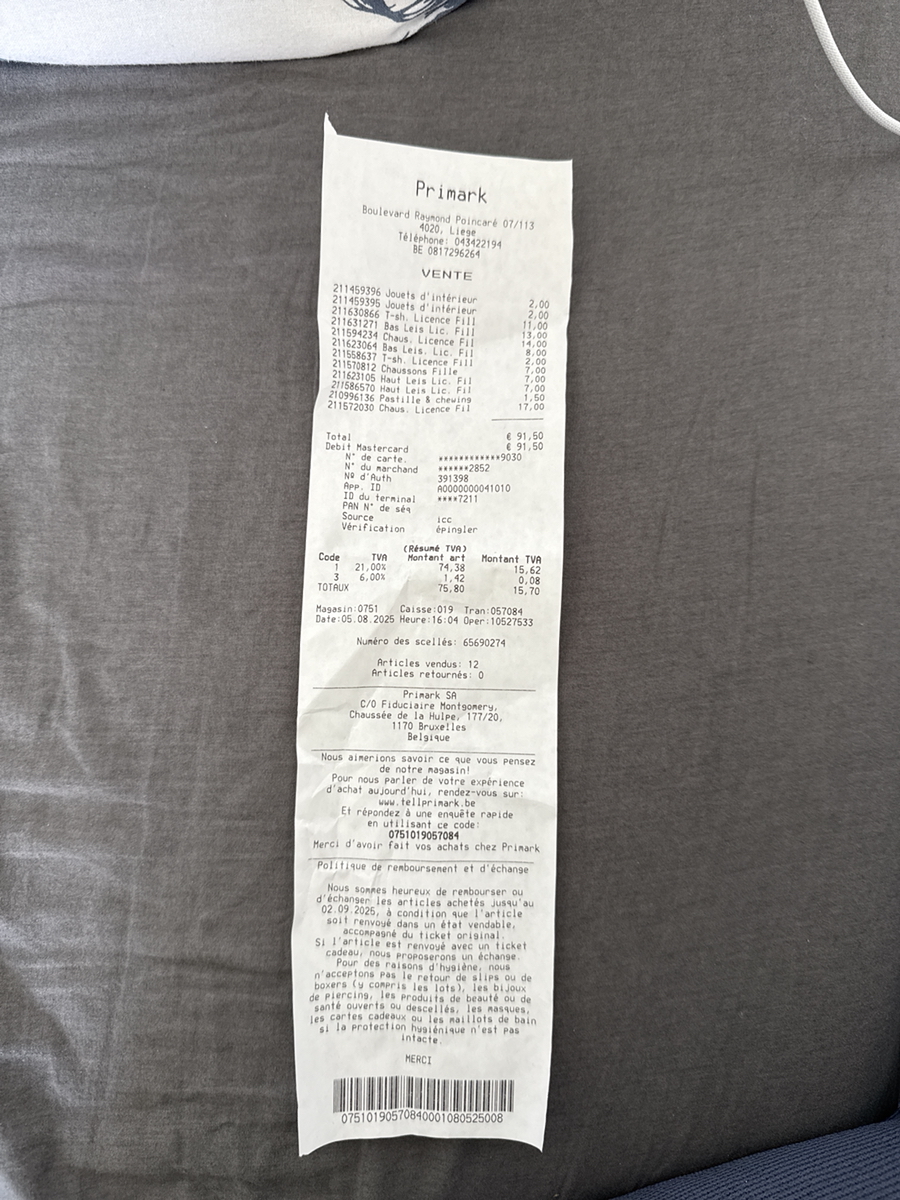 Primark
Boulevard Raymond Poincaré 07/113
4020, Liege
Téléphone: 043422194
BE 0817296264
VENTE
211459396 Jouets d'intérieur 2,00
211459395 Jouets d'intérieur 2,00
211630866 T-sh. Licence Fill 11,00
211631271 Bas Leis Lic. Fill 13,00
211594234 Chaus. Licence Fil 14,00
211623064 Bas Leis. Lic. Fil 8,00
211558637 T-sh. Licence Fill 2,00
211570812 Chaussons Fille 7,00
211623105 Haut Leis Lic. Fil 7,00
211586570 Haut Leis Lic. Fil 7,00
210996136 Pastille & chewing 1,50
211572030 Chaus. Licence Fil 17,00
Total € 91,50
Debit Mastercard € 91,50
N° de carte. ************9030
N° du marchand ******2852
Nº d'Auth 391398
App. ID A0000000041010
ID du terminal ****7211
PAN N° de séq
Source icc
Vérification épingler
(Résumé TVA)
Code TVA Montant art Montant TVA
1 21,00% 74,38 15,62
3 6,00% 1,42 0,08
TOTAUX 75,80 15,70
Magasin:0751 Caisse:019 Tran:057084
Date:05.08.2025 Heure:16:04 Oper:10527533
Numéro des scellés: 65690274
Articles vendus: 12
Articles retournés: 0
Primark SA
C/O Fiduciaire Montgomery,
Chaussée de la Hulpe, 177/20,
1170 Bruxelles
Belgique
Nous aimerions savoir ce que vous pensez
de notre magasin!
Pour nous parler de votre expérience
d'achat aujourd'hui, rendez-vous sur:
www.tellprimark.be
Et répondez à une enquête rapide
en utilisant ce code:
0751019057084
Merci d'avoir fait vos achats chez Primark
Politique de remboursement et d'échange
Nous sommes heureux de rembourser ou
d'échanger les articles achetés jusqu'au
02.09.2025, à condition que l'article
soit renvoyé dans un état vendable,
accompagné du ticket original.
Si l'article est renvoyé avec un ticket
cadeau, nous proposerons un échange.
Pour des raisons d'hygiène, nous
n'acceptons pas le retour de slips ou de
boxers (y compris les lots), les bijoux
de piercing, les produits de beauté ou de
santé ouverts ou descellés, les masques,
les cartes cadeaux ou les maillots de bain
si la protection hygiénique n'est pas
intacte.
MERCI
07510190570840001080525008